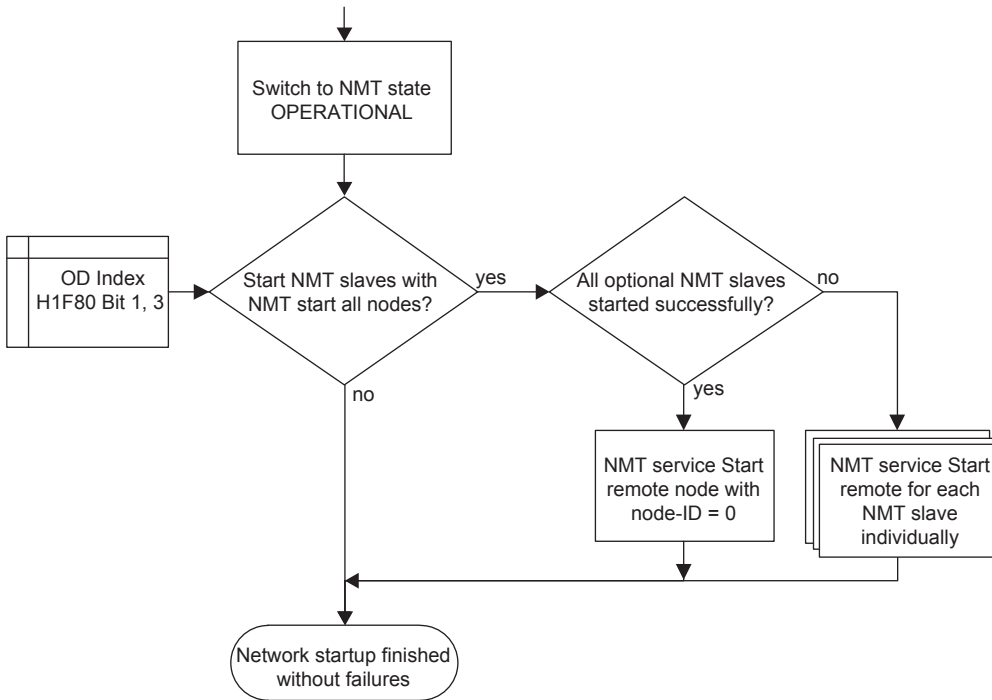 Switch to NMT state
OPERATIONAL
OD Index
H1F80 Bit 1, 3
Start NMT slaves with
NMT start all nodes?
yes
All optional NMT slaves
started successfully?
no
no
yes
NMT service Start
remote node with
node-ID = 0
NMT service Start
remote for each
NMT slave
individually
Network startup finished
without failures